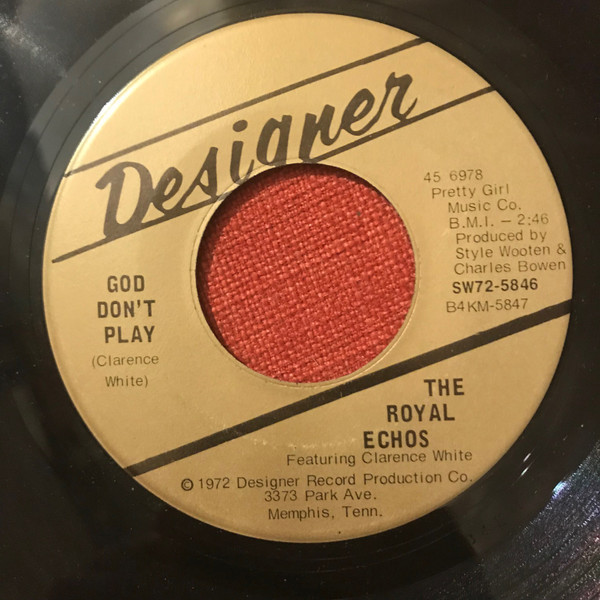 Designer
45 6978
Pretty Girl
Music Co.
B.M.I. – 2:46
Produced by
Style Wooten &
Charles Bowen
SW72-5846
B4KM-5847
GOD
DON'T
PLAY
(Clarence
White)
THE
ROYAL
ECHOS
Featuring Clarence White
© 1972 Designer Record Production Co.
3373 Park Ave.
Memphis, Tenn.